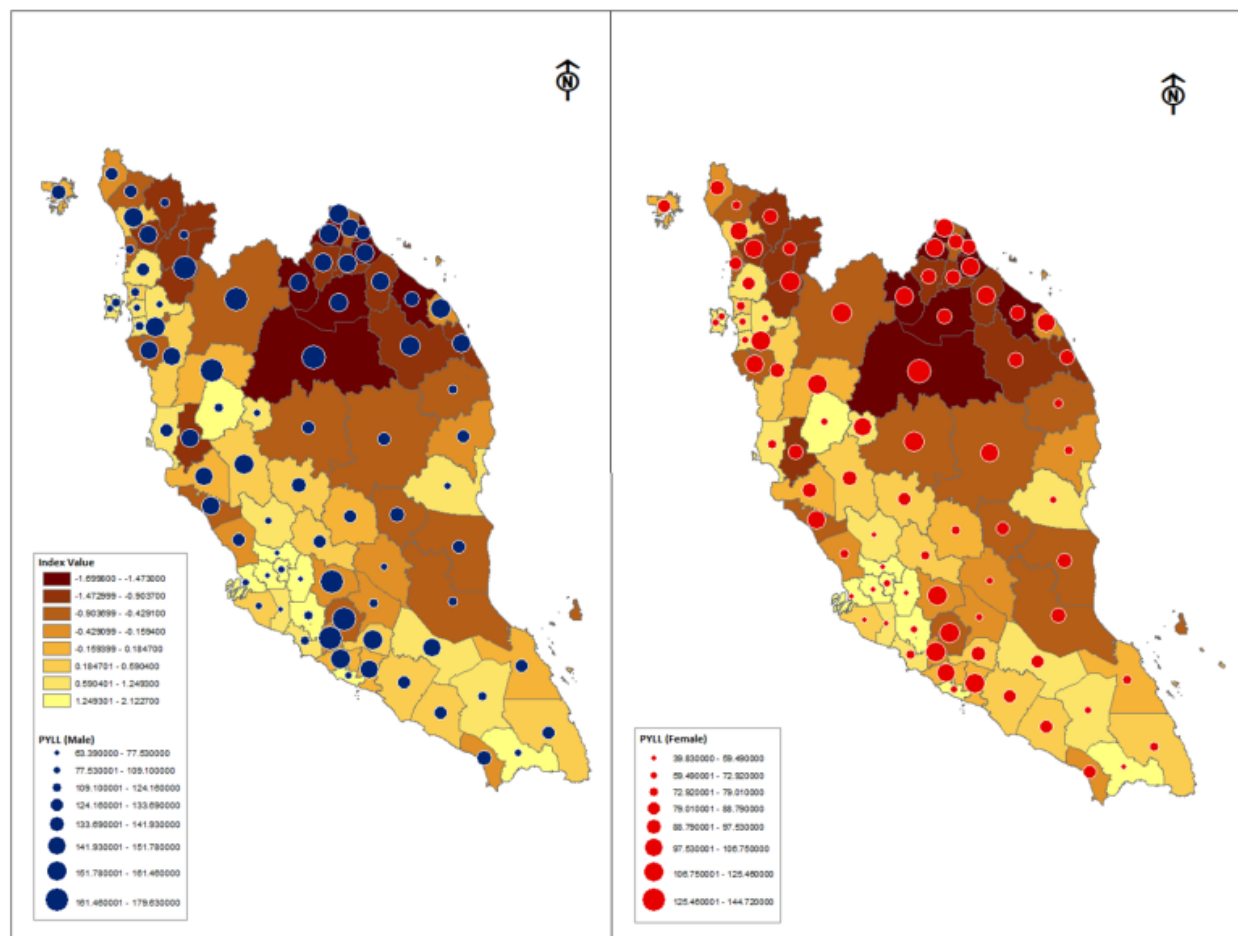 N
N
Index Value
-1.699800 - -1.473000
-1.472999 - -0.903700
-0.903699 - -0.429100
-0.429099 - -0.159400
-0.159399 - 0.184700
0.184701 - 0.590400
0.590401 - 1.249300
1.249301 - 2.122700
PYLL (Male)
63.390000 - 77.530000
77.530001 - 109.100000
109.100001 - 124.160000
124.160001 - 133.690000
133.690001 - 141.930000
141.930001 - 151.780000
151.780001 - 161.460000
161.460001 - 179.630000
PYLL (Female)
39.830000 - 59.490000
59.490001 - 72.920000
72.920001 - 79.010000
79.010001 - 88.790000
88.790001 - 97.530000
97.530001 - 106.750000
106.750001 - 125.460000
125.460001 - 144.720000